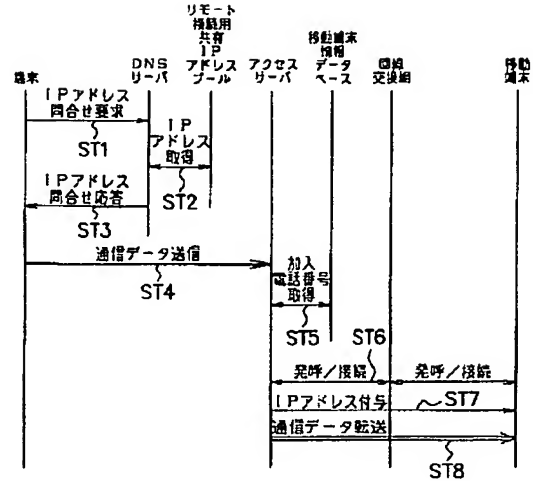 端末
DNS
サーバ
リモート
接続用
共有
IP
アドレス
プール
アクセス
サーバ
移動端末
情報
データ
ベース
回線
交換網
移動
端末
IPアドレス
問合せ要求
ST1
IP
アドレス
取得
ST2
IPアドレス
問合せ応答
ST3
通信データ送信
ST4
加入
電話番号
取得
ST5
ST6
発呼/接続
発呼/接続
IPアドレス付与
ST7
通信データ転送
ST8